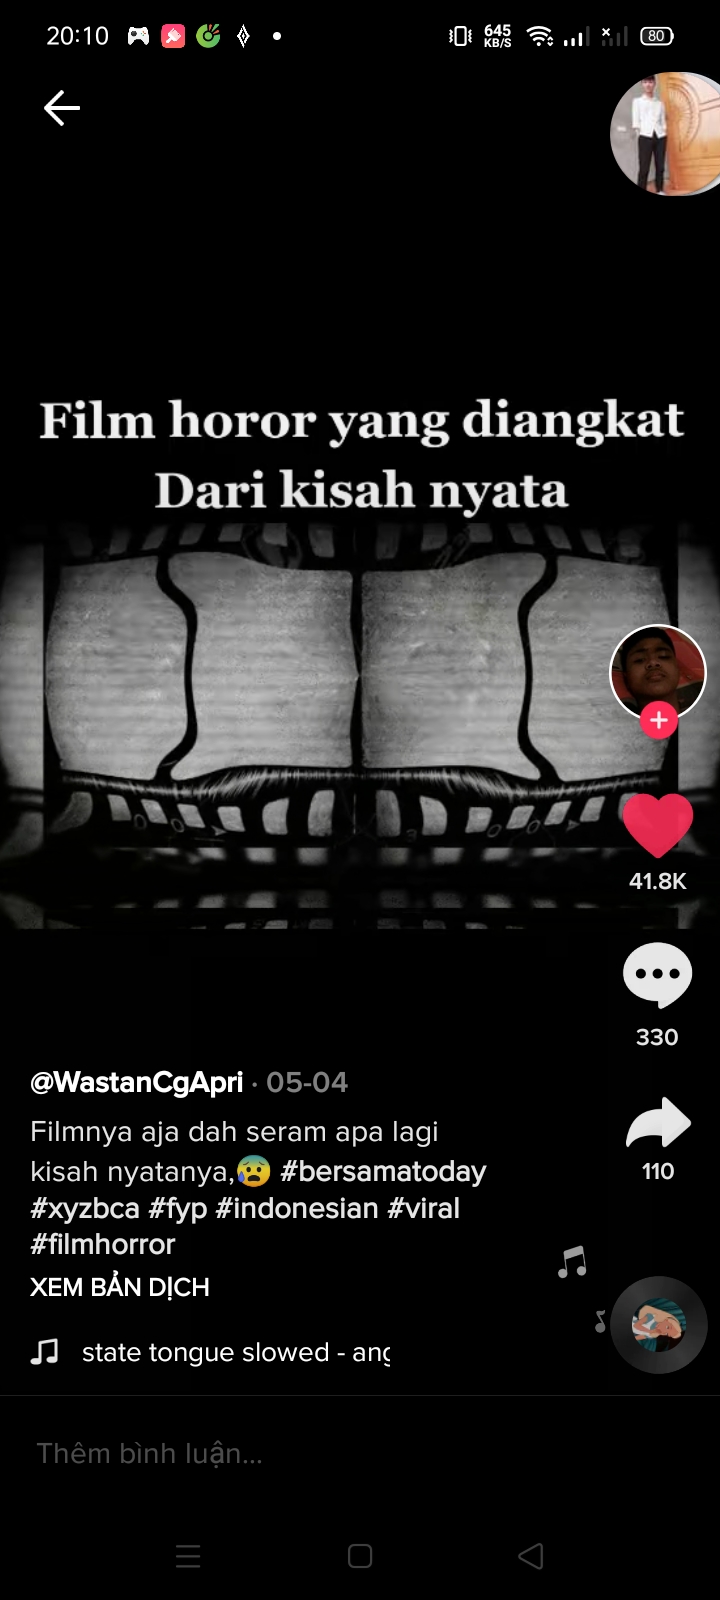 20:10
645
KB/S
80
Film horor yang diangkat
Dari kisah nyata
41.8K
330
@WastanCgApri · 05-04
Filmnya aja dah seram apa lagi
kisah nyatanya,😰 #bersamatoday
#xyzbca #fyp #indonesian #viral
#filmhorror
110
XEM BẢN DỊCH
state tongue slowed - ang
Thêm bình luận...